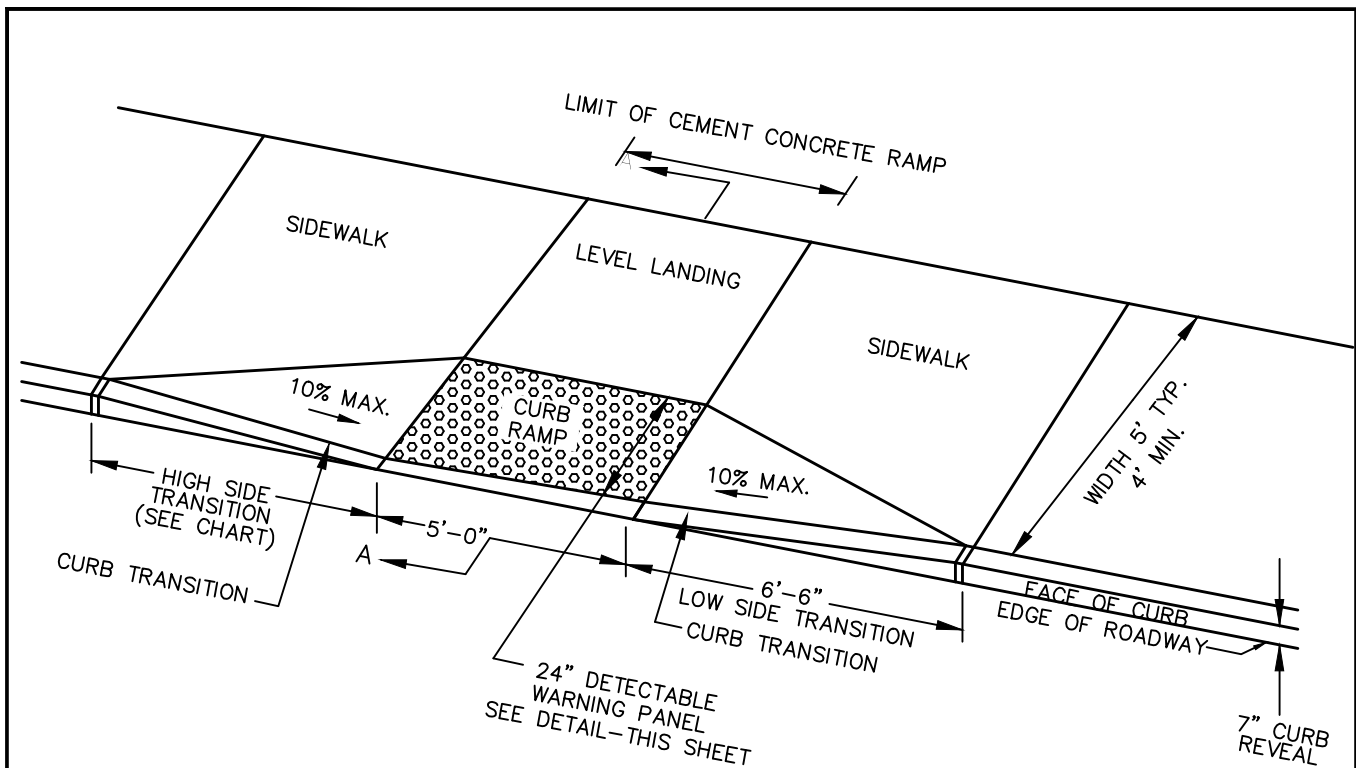 LIMIT OF CEMENT CONCRETE RAMP
A
SIDEWALK
LEVEL LANDING
SIDEWALK
10% MAX.
CURB
RAMP
10% MAX.
WIDTH 5' TYP.
4' MIN.
HIGH SIDE
TRANSITION
(SEE CHART)
5'-0"
A
CURB TRANSITION
6'-6"
LOW SIDE TRANSITION
CURB TRANSITION
FACE OF CURB
EDGE OF ROADWAY
24" DETECTABLE
WARNING PANEL
SEE DETAIL-THIS SHEET
7" CURB
REVEAL